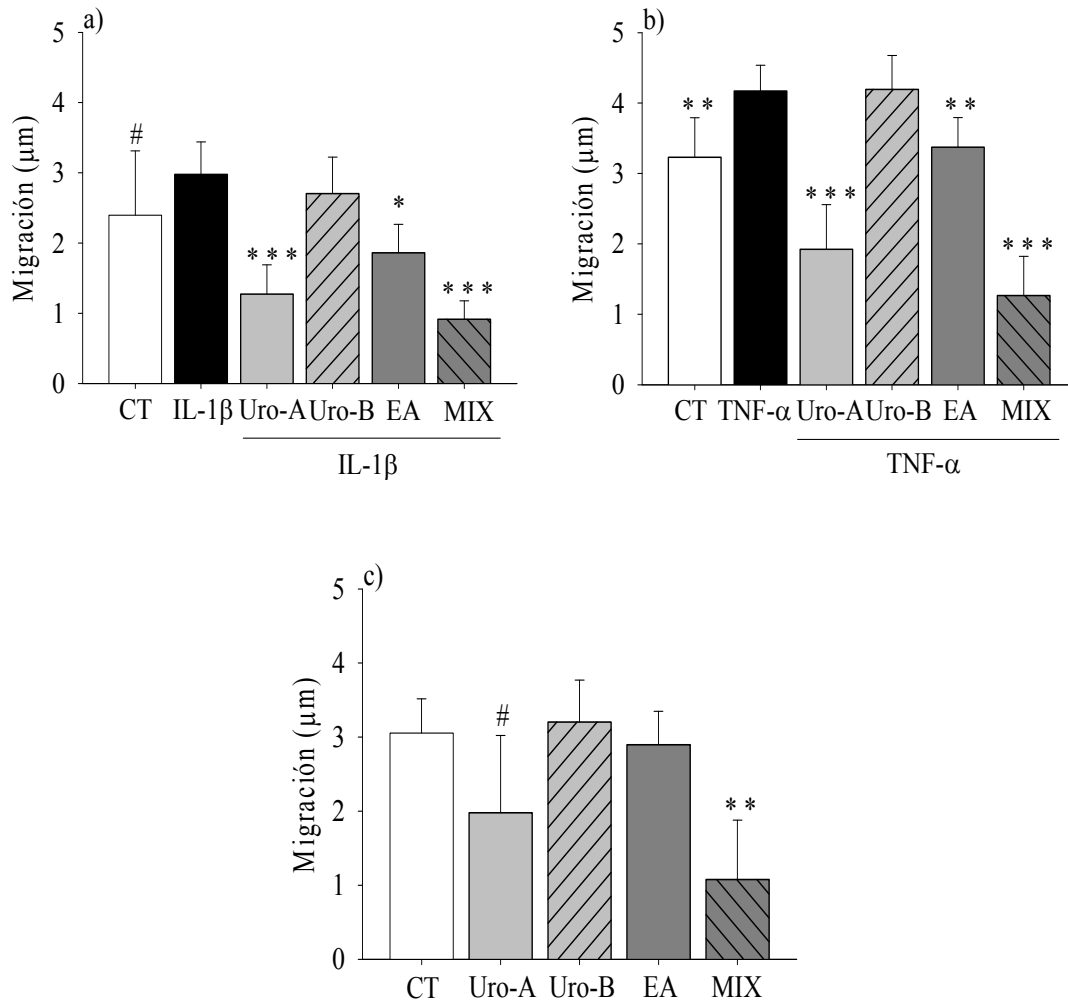 a)
5
4
3
2
1
0
Migración (µm)
#
***
*
***
CT IL-1β Uro-A Uro-B EA MIX
IL-1β
b)
5
4
3
2
1
0
Migración (µm)
**
***
**
***
CT TNF-α Uro-A Uro-B EA MIX
TNF-α
c)
5
4
3
2
1
0
Migración (µm)
#
**
CT Uro-A Uro-B EA MIX